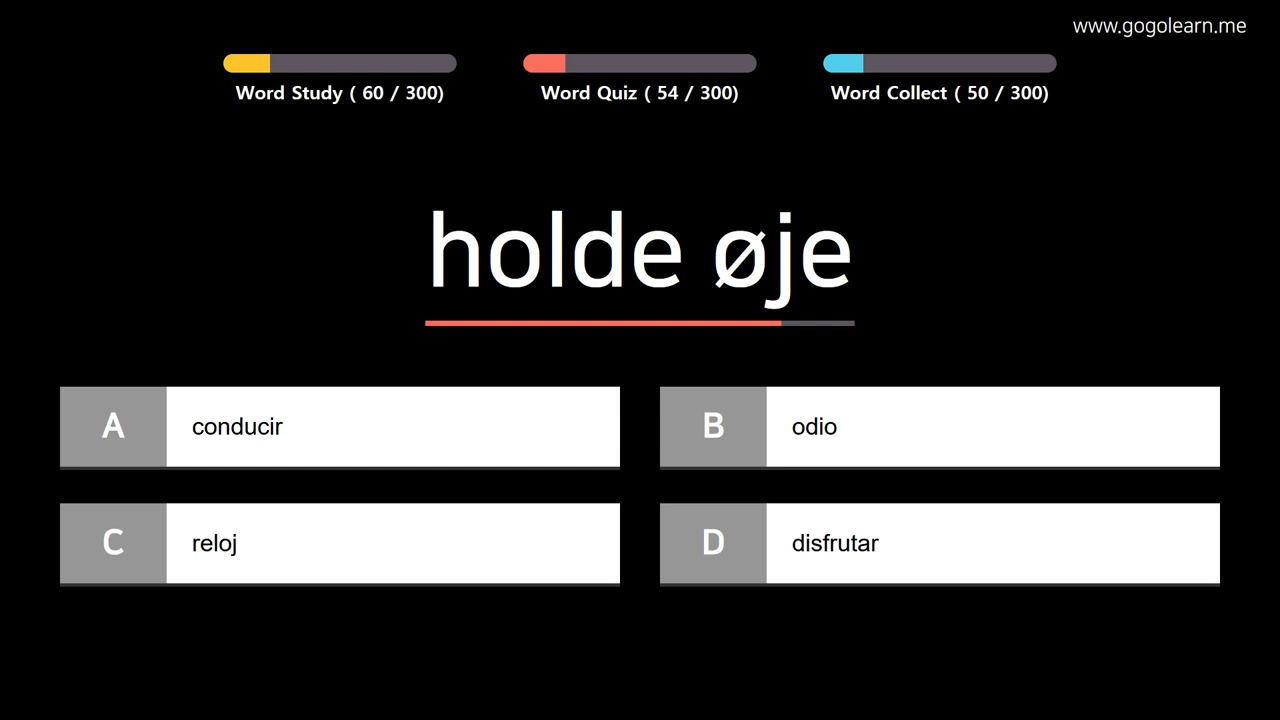 www.gogolearn.me
Word Study ( 60 / 300)
Word Quiz ( 54 / 300)
Word Collect ( 50 / 300)
holde øje
A conducir
B odio
C reloj
D disfrutar